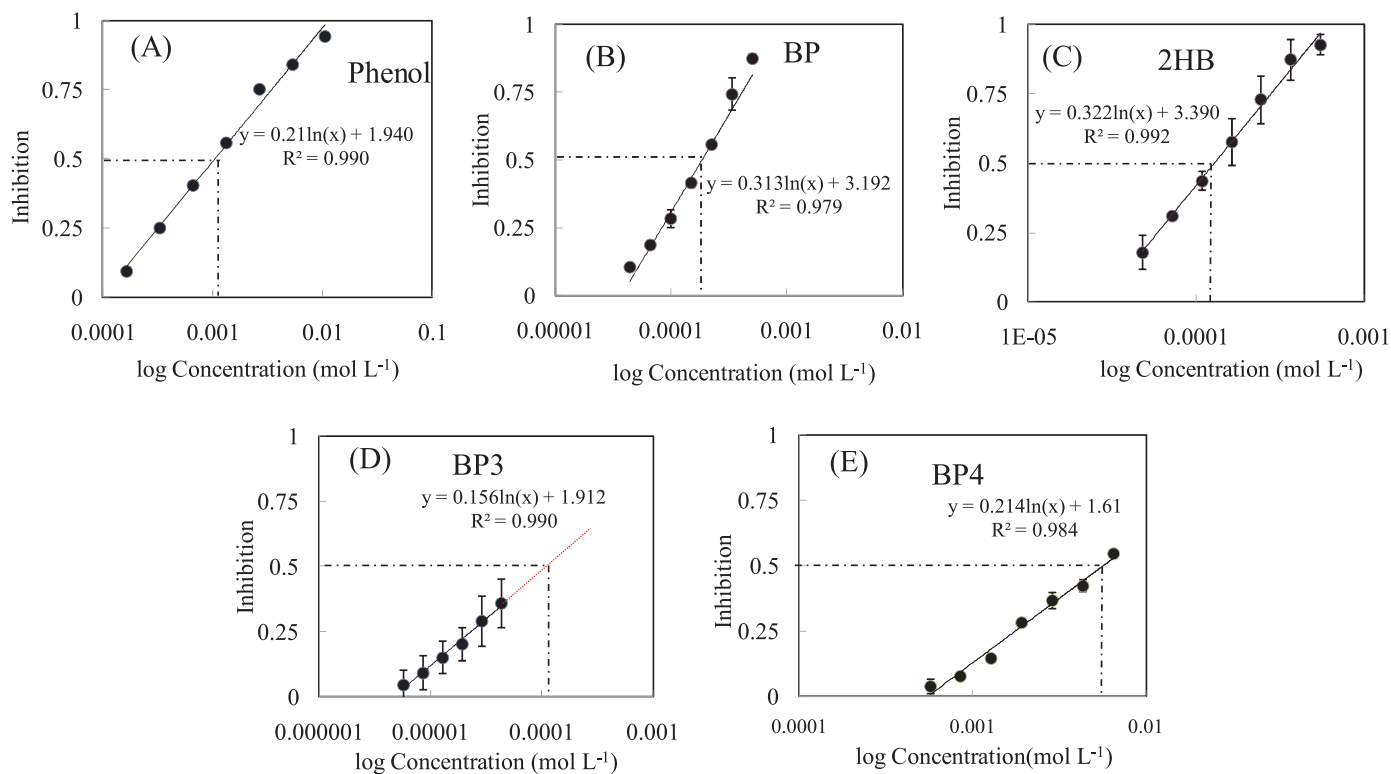 (A)
Phenol
y = 0.21ln(x) + 1.940
R² = 0.990
1
0.75
0.5
0.25
0
Inhibition
0.0001 0.001 0.01 0.1
log Concentration (mol L⁻¹)
(B)
BP
y = 0.313ln(x) + 3.192
R² = 0.979
1
0.75
0.5
0.25
0
Inhibition
0.00001 0.0001 0.001 0.01
log Concentration (mol L⁻¹)
(C)
2HB
y = 0.322ln(x) + 3.390
R² = 0.992
1
0.75
0.5
0.25
0
Inhibition
1E-05 0.0001 0.001
log Concentration (mol L⁻¹)
(D)
BP3
y = 0.156ln(x) + 1.912
R² = 0.990
1
0.75
0.5
0.25
0
Inhibition
0.000001 0.00001 0.0001 0.001
log Concentration (mol L⁻¹)
(E)
BP4
y = 0.214ln(x) + 1.61
R² = 0.984
1
0.75
0.5
0.25
0
Inhibition
0.0001 0.001 0.01
log Concentration(mol L⁻¹)